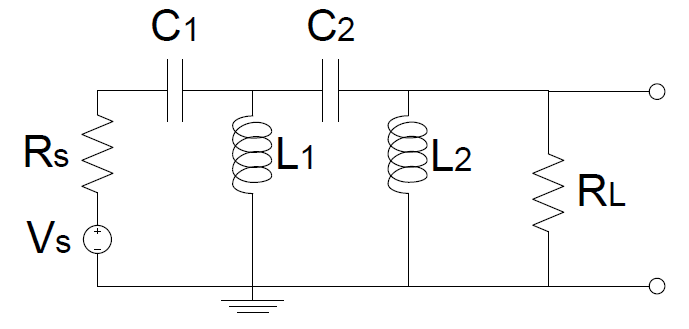 C1 C2
Rs L1 L2 RL
Vs + −